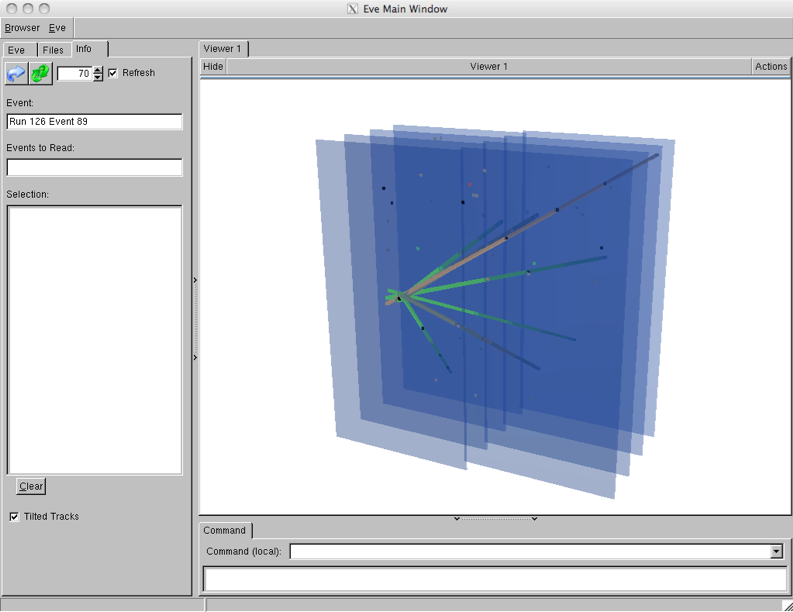 Eve Main Window
Browser Eve
Eve Files Info
70 Refresh
Event:
Run 126 Event 89
Events to Read:
Selection:
Clear
Tilted Tracks
Viewer 1
Hide Viewer 1 Actions
Command
Command (local):